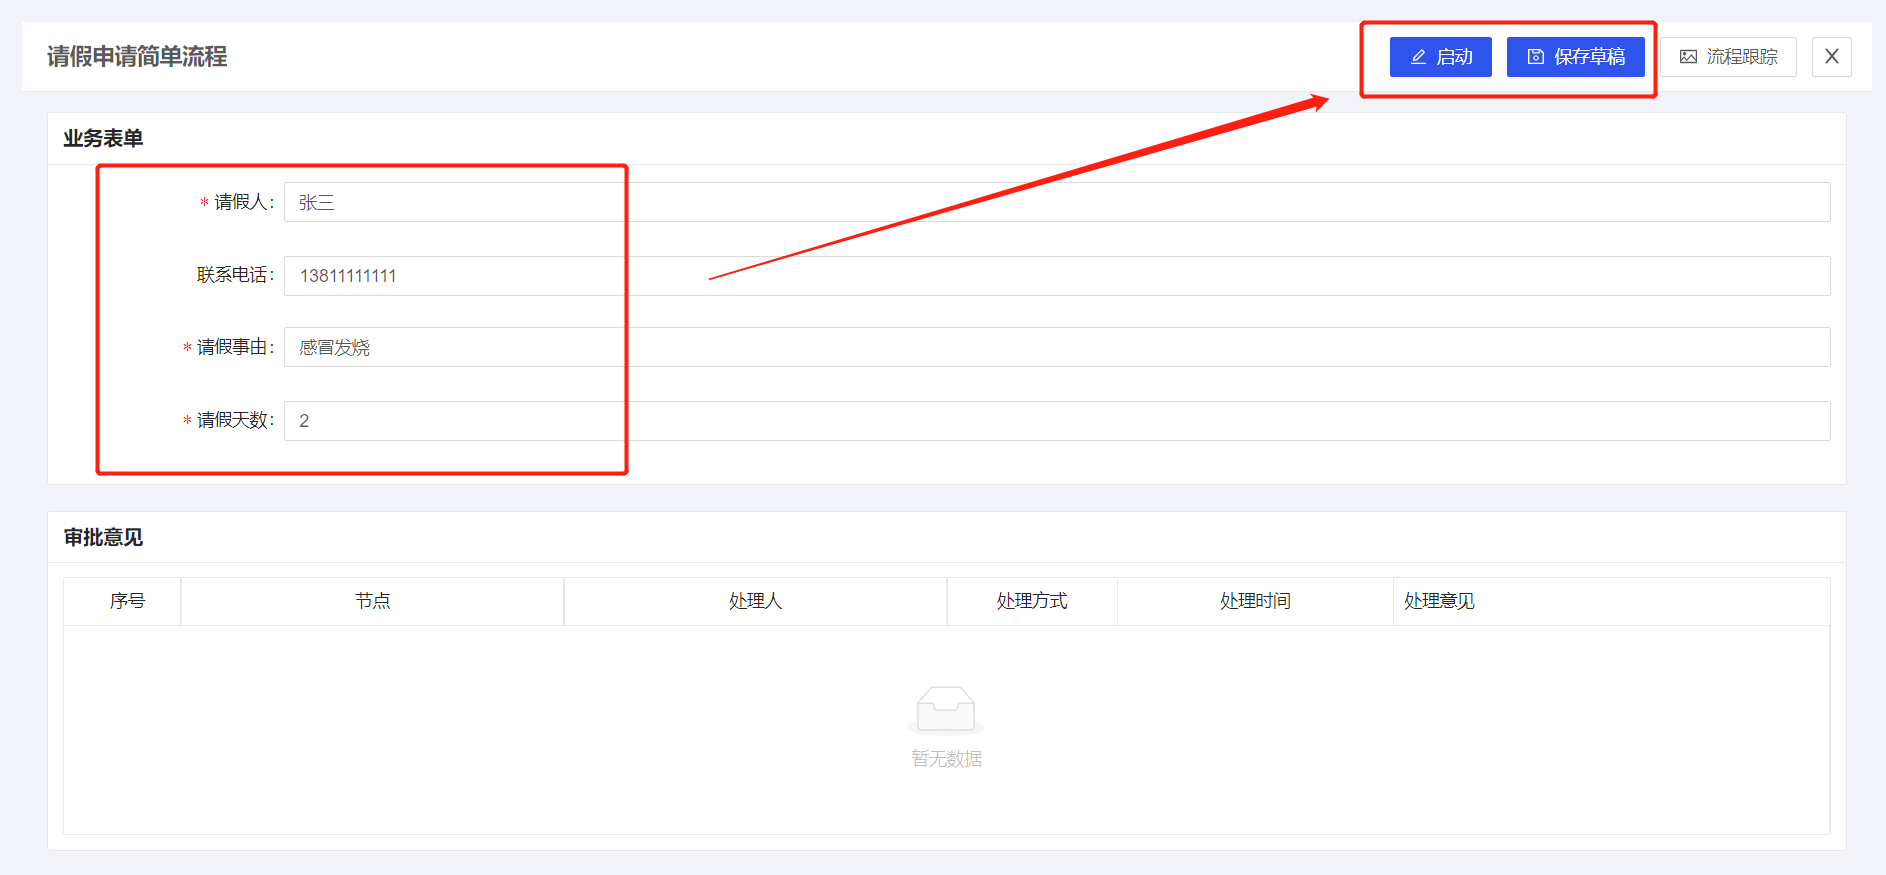 请假申请简单流程
启动
保存草稿
流程跟踪
X
业务表单
* 请假人: 张三
联系电话: 13811111111
* 请假事由: 感冒发烧
* 请假天数: 2
审批意见
序号 节点 处理人 处理方式 处理时间 处理意见
暂无数据